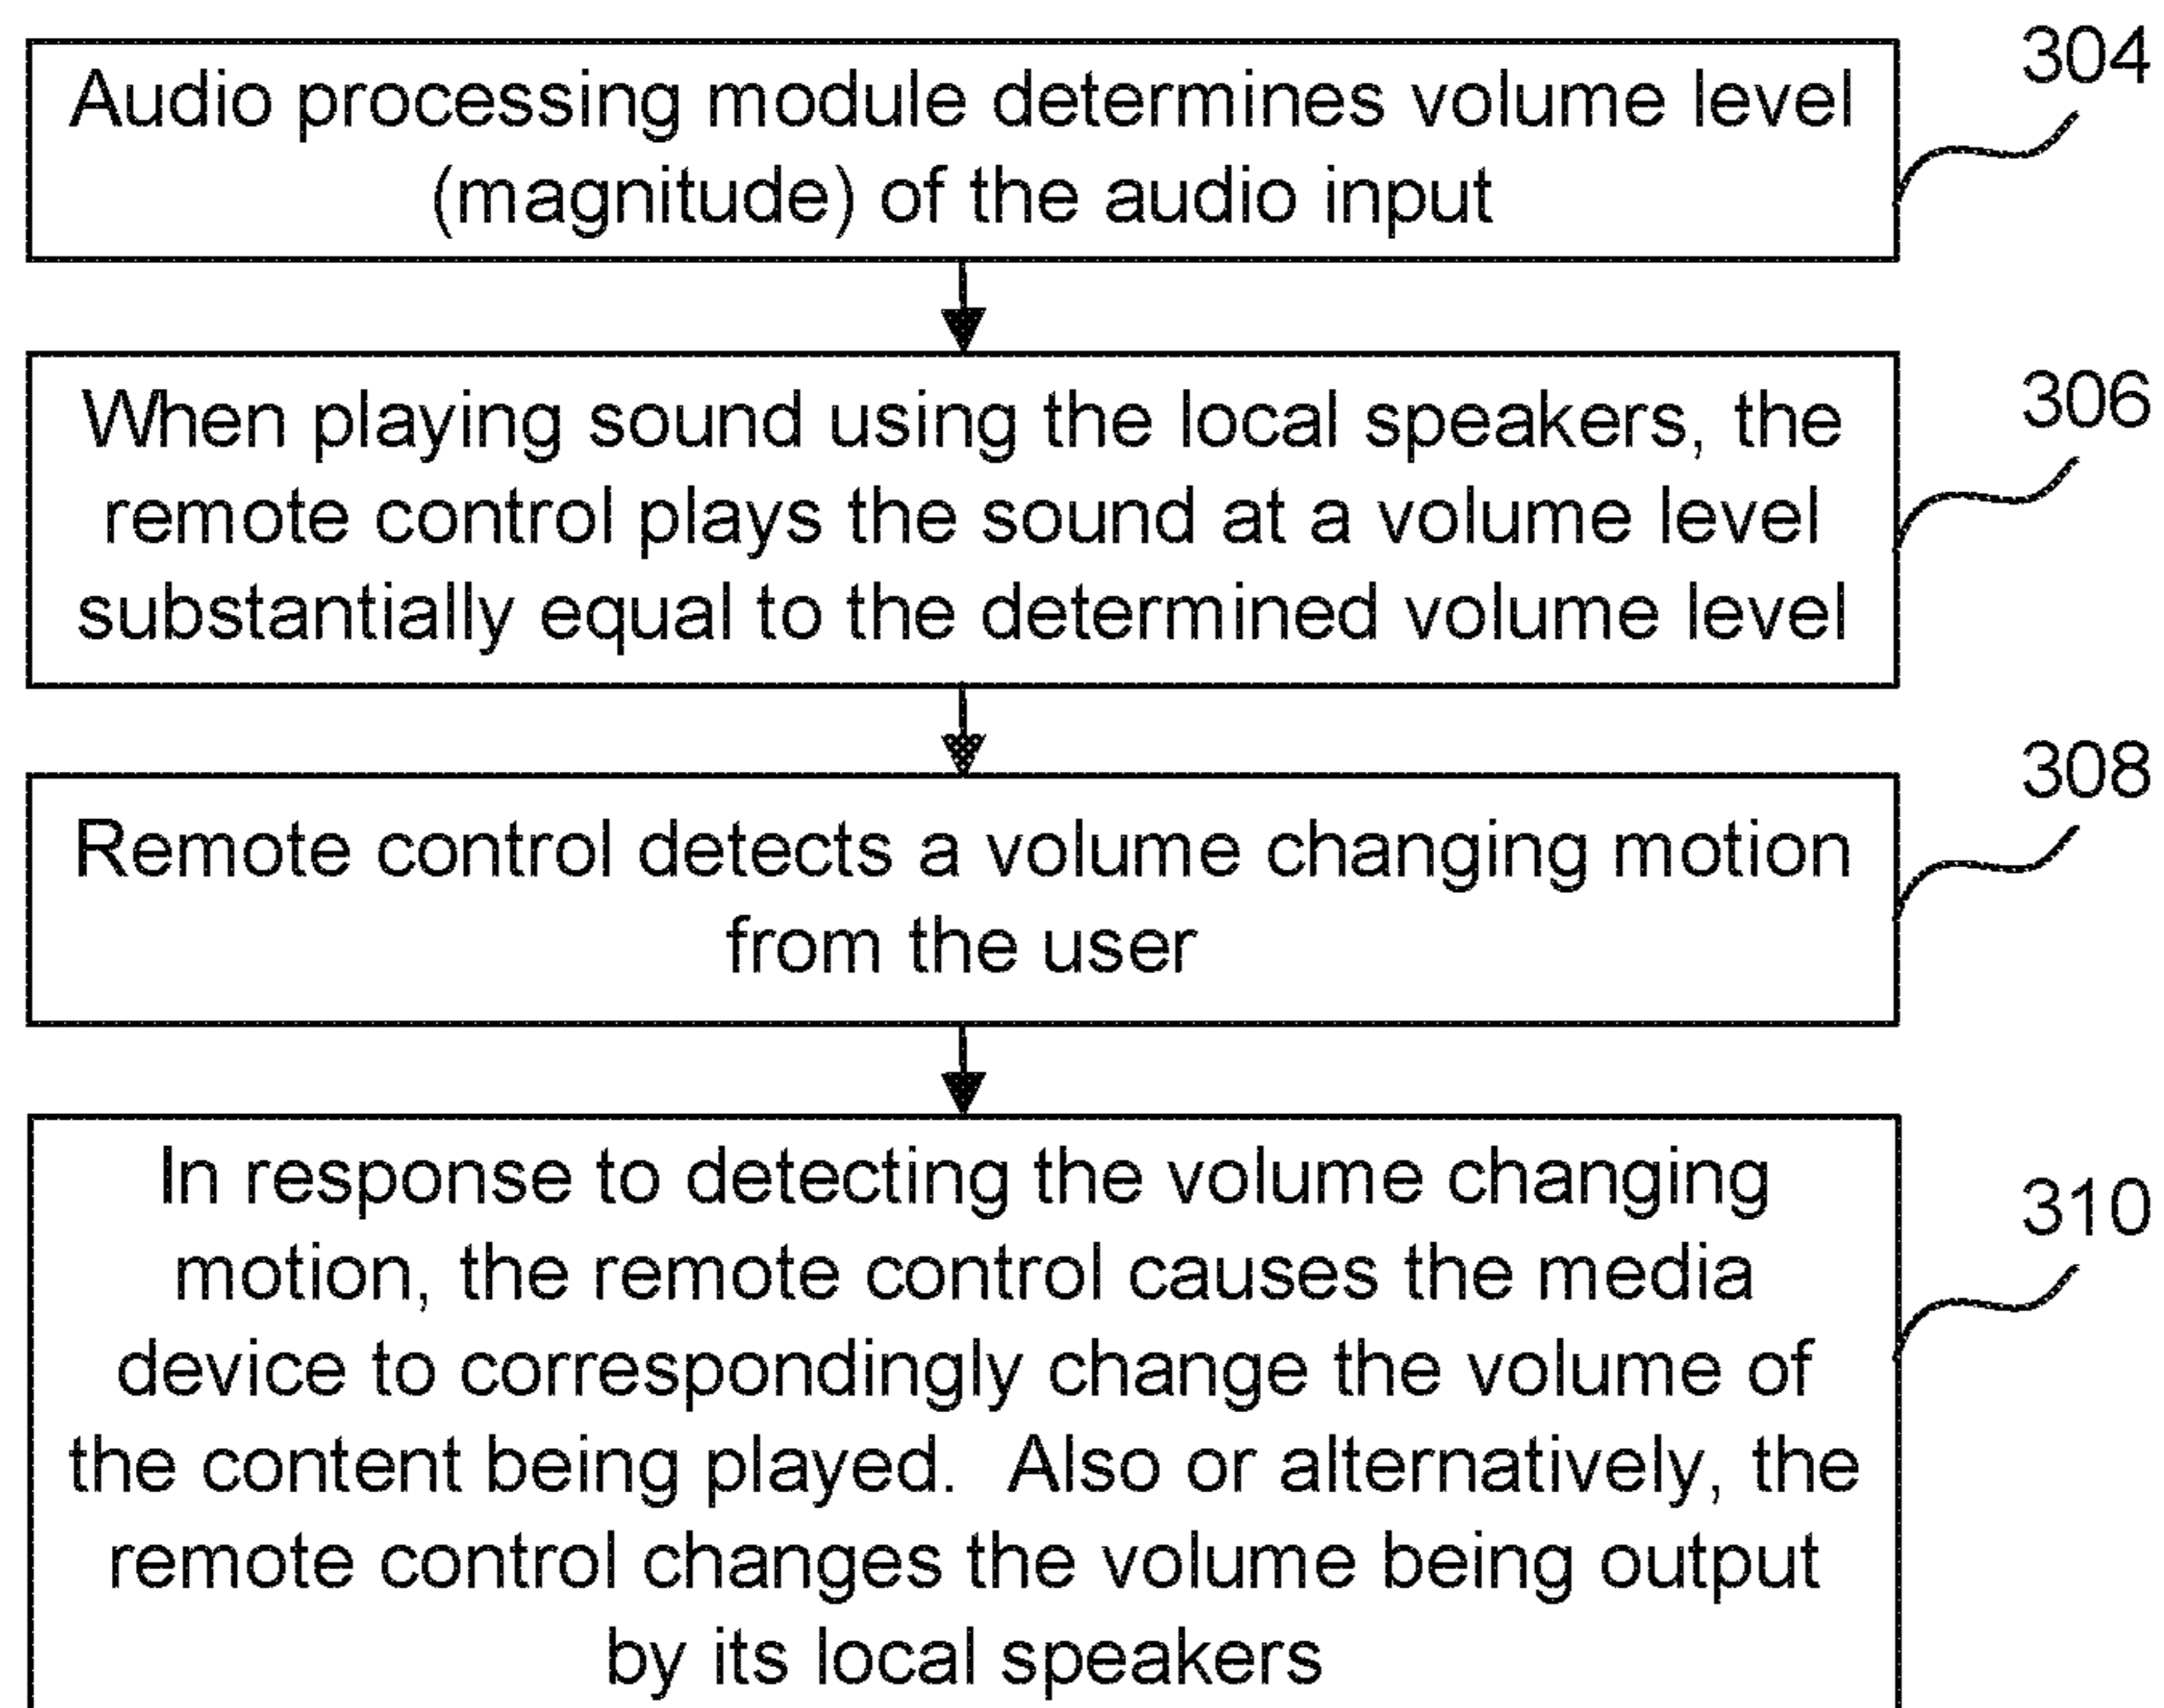 304
Audio processing module determines volume level
(magnitude) of the audio input
306
When playing sound using the local speakers, the
remote control plays the sound at a volume level
substantially equal to the determined volume level
308
Remote control detects a volume changing motion
from the user
310
In response to detecting the volume changing
motion, the remote control causes the media
device to correspondingly change the volume of
the content being played.  Also or alternatively, the
remote control changes the volume being output
by its local speakers